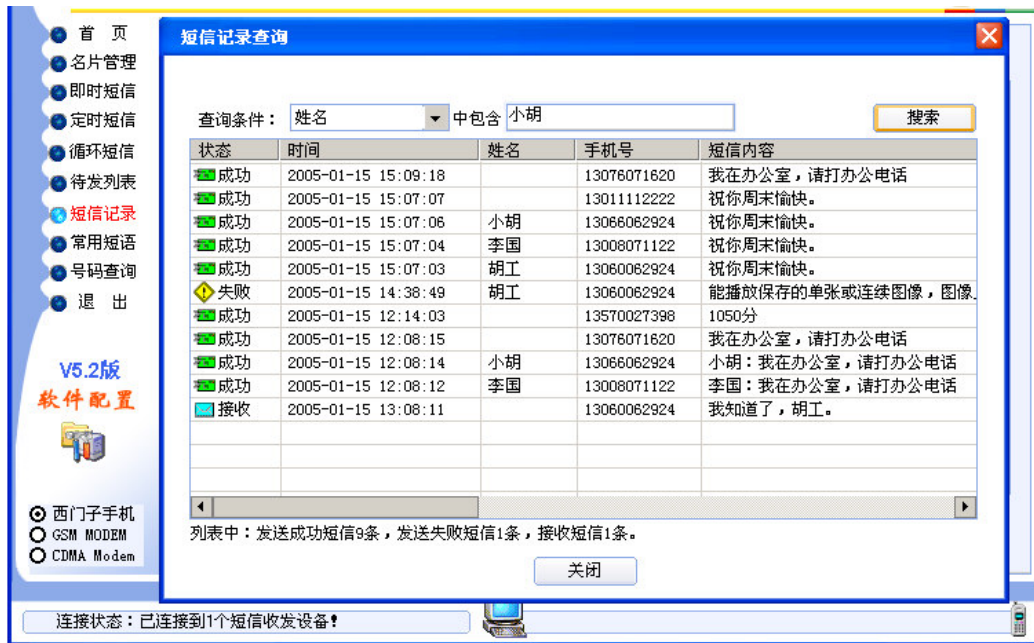 首 页
名片管理
即时短信
定时短信
循环短信
待发列表
短信记录
常用短语
号码查询
退 出
V5.2版
软件配置
西门子手机
GSM MODEM
CDMA Modem
短信记录查询
查询条件： 姓名 中包含 小胡 搜索
状态 时间 姓名 手机号 短信内容
成功 2005-01-15 15:09:18 13076071620 我在办公室，请打办公电话
成功 2005-01-15 15:07:07 13011112222 祝你周末愉快。
成功 2005-01-15 15:07:06 小胡 13066062924 祝你周末愉快。
成功 2005-01-15 15:07:04 李国 13008071122 祝你周末愉快。
成功 2005-01-15 15:07:03 胡工 13060062924 祝你周末愉快。
失败 2005-01-15 14:38:49 胡工 13060062924 能播放保存的单张或连续图像，图像
成功 2005-01-15 12:14:03 13570027398 1050分
成功 2005-01-15 12:08:15 13076071620 我在办公室，请打办公电话
成功 2005-01-15 12:08:14 小胡 13066062924 小胡：我在办公室，请打办公电话
成功 2005-01-15 12:08:12 李国 13008071122 李国：我在办公室，请打办公电话
接收 2005-01-15 13:08:11 13060062924 我知道了，胡工。
列表中：发送成功短信9条，发送失败短信1条，接收短信1条。
关闭
连接状态：已连接到1个短信收发设备！